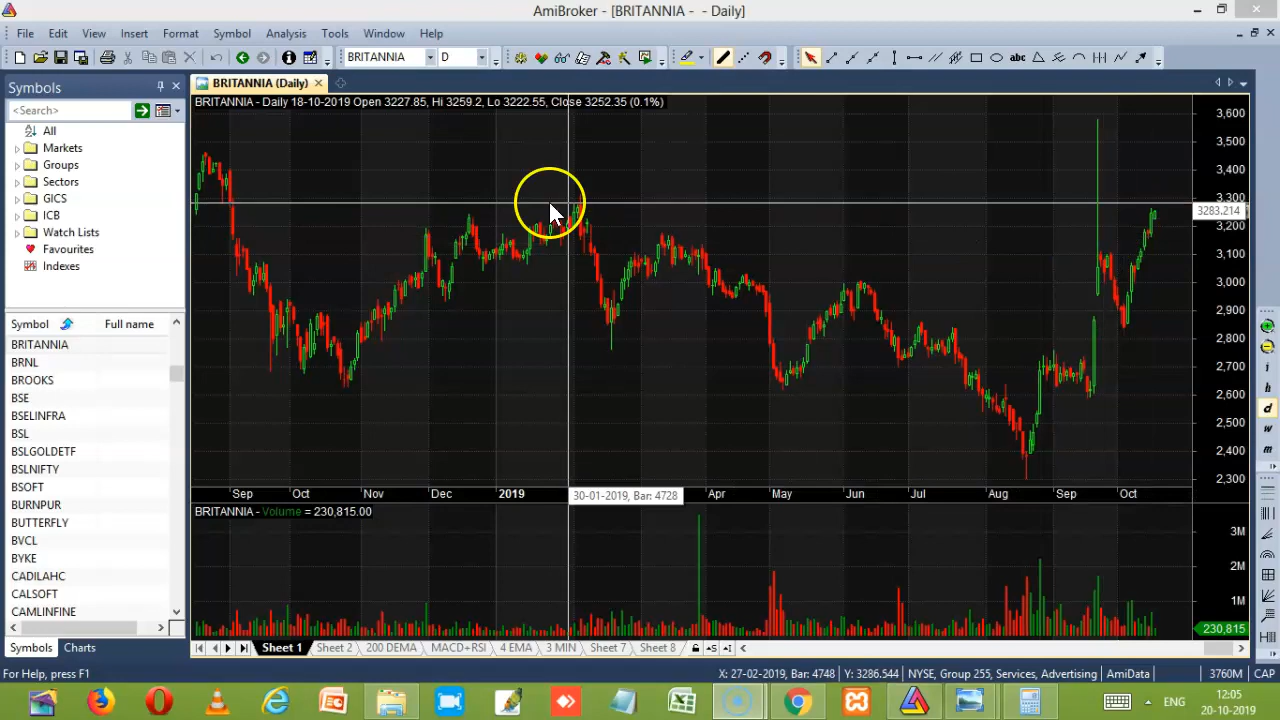 AmiBroker - [BRITANNIA - - Daily]
File Edit View Insert Format Symbol Analysis Tools Window Help
BRITANNIA D abc
Symbols
BRITANNIA (Daily)
<Search>
BRITANNIA - Daily 18-10-2019 Open 3227.85, Hi 3259.2, Lo 3222.55, Close 3252.35 (0.1%)
All
Markets
Groups
Sectors
GICS
ICB
Watch Lists
Favourites
Indexes
Symbol Full name
BRITANNIA
BRNL
BROOKS
BSE
BSELINFRA
BSL
BSLGOLDETF
BSLNIFTY
BSOFT
BURNPUR
BUTTERFLY
BVCL
BYKE
CADILAHC
CALSOFT
CAMLINFINE
Symbols Charts
3,600
3,500
3,400
3,300
3283.214
3,200
3,100
3,000
2,900
2,800
2,700
2,600
2,500
2,400
2,300
Sep Oct Nov Dec 2019 Apr May Jun Jul Aug Sep Oct
30-01-2019, Bar: 4728
BRITANNIA - Volume = 230,815.00
3M
2M
1M
230,815
i
h
d
w
m
Sheet 1 Sheet 2 200 DEMA MACD+RSI 4 EMA 3 MIN Sheet 7 Sheet 8
For Help, press F1
X: 27-02-2019, Bar: 4748 Y: 3286.544 NYSE, Group 255, Services, Advertising AmiData 3760M CAP
ENG
12:05
20-10-2019